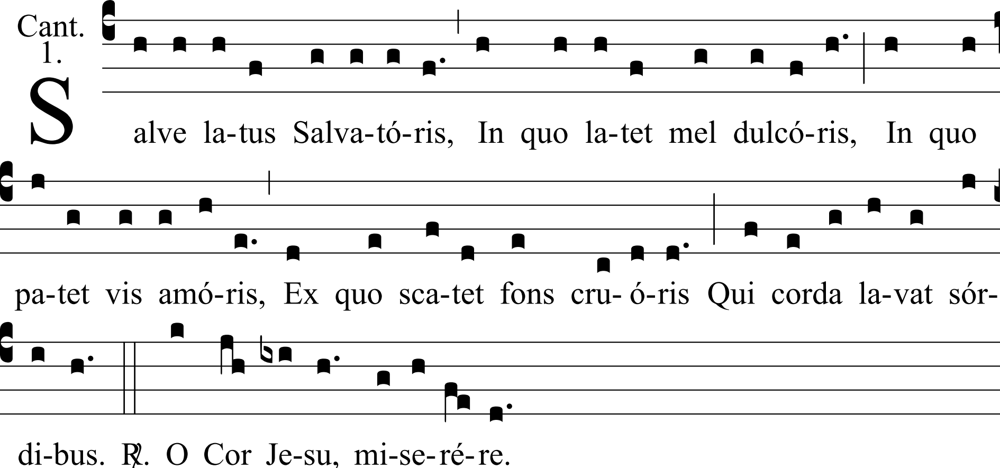 Cant.
1.
Salve la-tus Salva-tó-ris, In quo la-tet mel dulcó-ris, In quo
pa-tet vis amó-ris, Ex quo sca-tet fons cru-ó-ris Qui corda la-vat sór-
di-bus. ℟. O Cor Je-su, mi-se-ré-re.